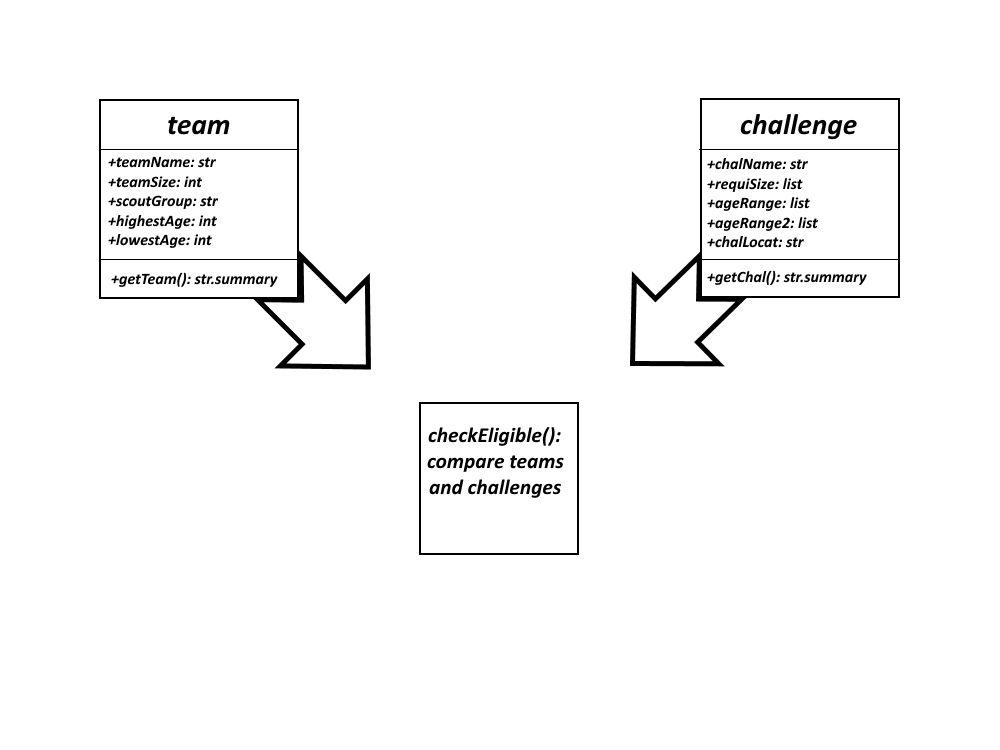 team
+teamName: str
+teamSize: int
+scoutGroup: str
+highestAge: int
+lowestAge: int
+getTeam(): str.summary
challenge
+chalName: str
+requiSize: list
+ageRange: list
+ageRange2: list
+chalLocat: str
+getChal(): str.summary
checkEligible():
compare teams
and challenges